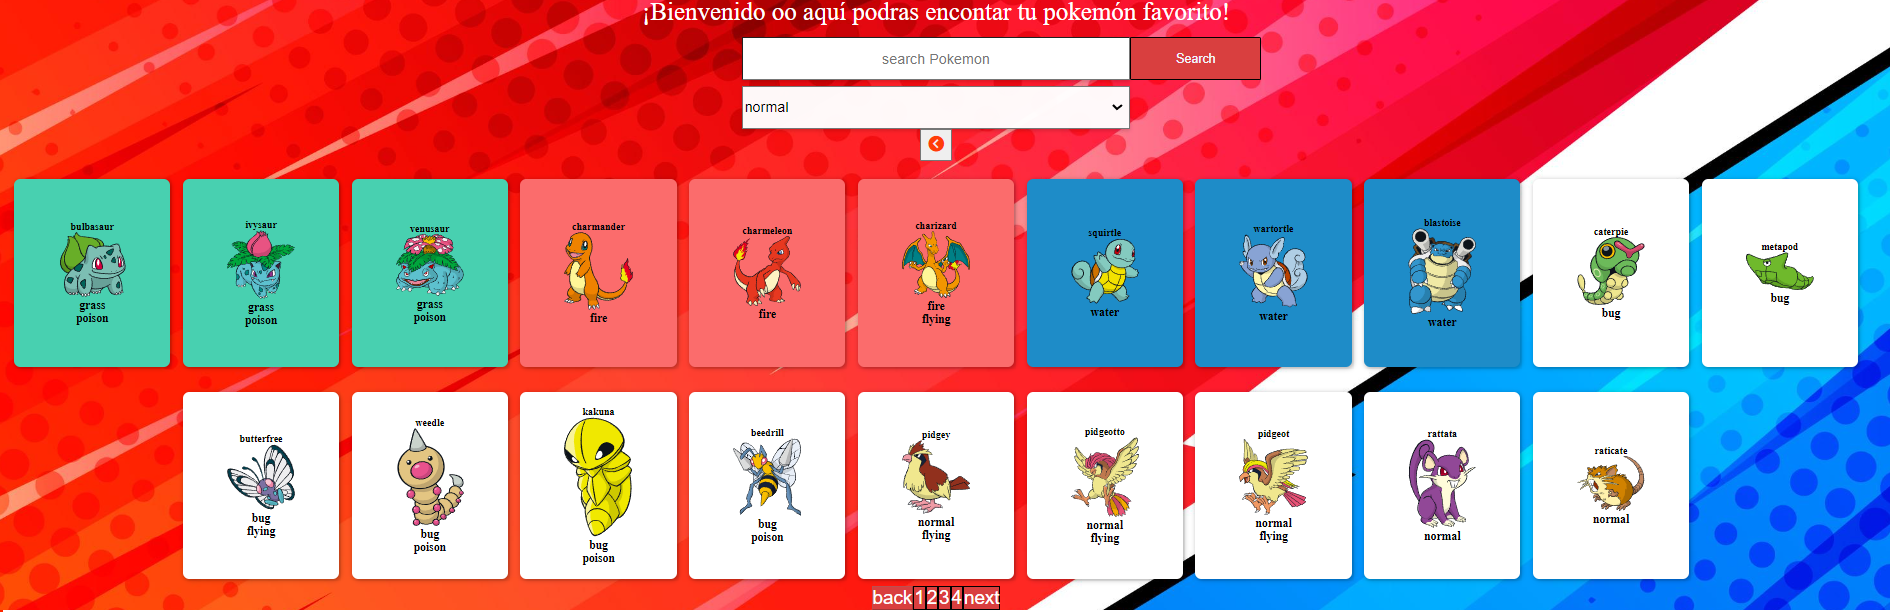 ¡Bienvenido oo aquí podras encontar tu pokemón favorito!
search Pokemon
Search
normal
bulbasaur
grass
poison
ivysaur
grass
poison
venusaur
grass
poison
charmander
fire
charmeleon
fire
charizard
fire
flying
squirtle
water
wartortle
water
blastoise
water
caterpie
bug
metapod
bug
butterfree
bug
flying
weedle
bug
poison
kakuna
bug
poison
beedrill
bug
poison
pidgey
normal
flying
pidgeotto
normal
flying
pidgeot
normal
flying
rattata
normal
raticate
normal
back 1 2 3 4 next